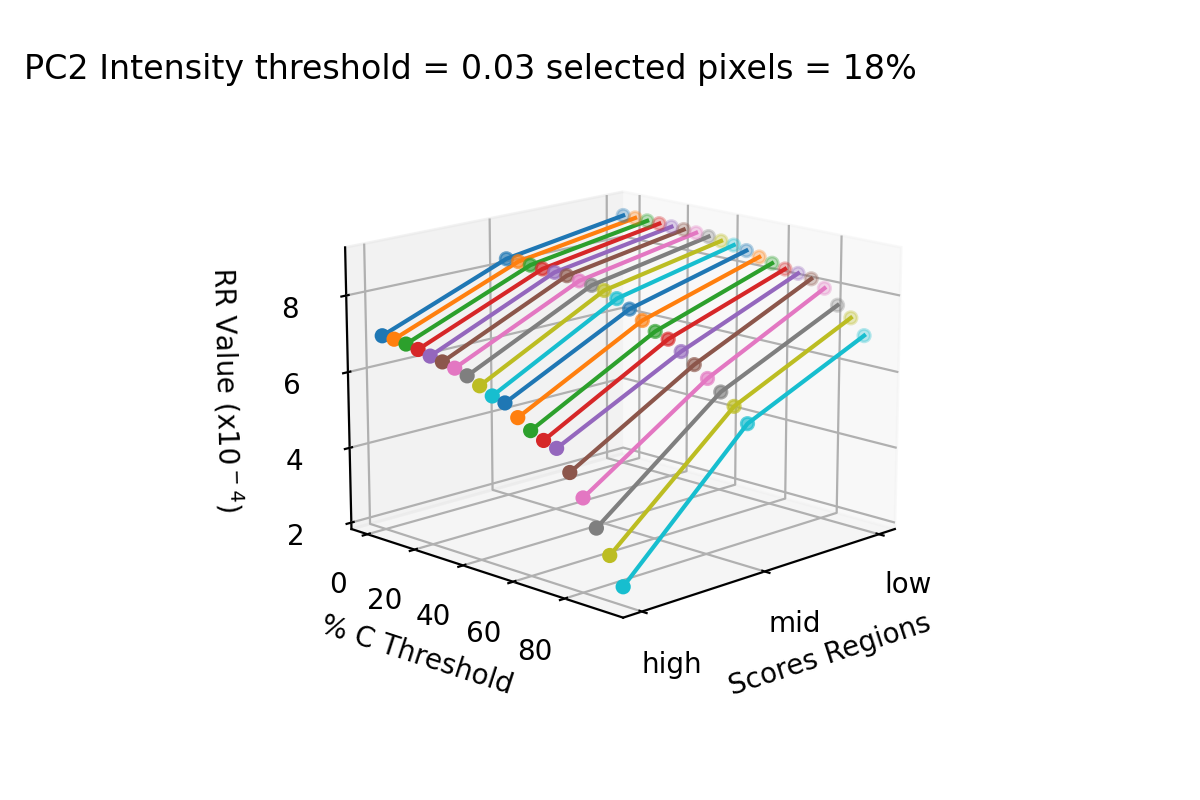 PC2 Intensity threshold = 0.03 selected pixels = 18%
RR Value (x10⁻⁴)
8
6
4
2
0
20
40
60
80
% C Threshold
low
mid
high
Scores Regions